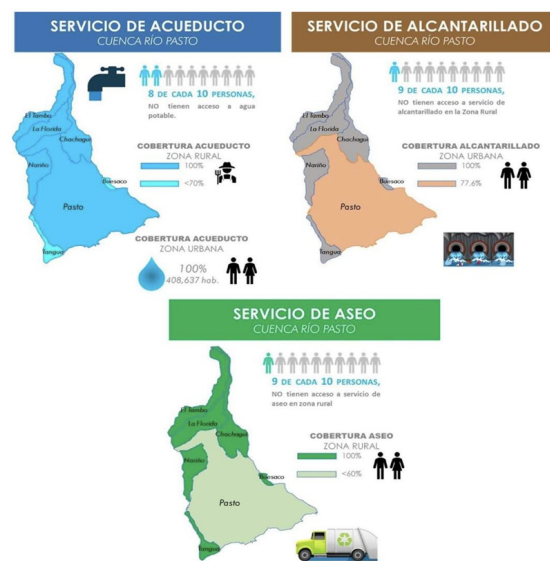 SERVICIO DE ACUEDUCTO
CUENCA RÍO PASTO
8 DE CADA 10 PERSONAS,
NO tienen acceso a agua
potable.
El Tambo
La Florida
Chachagui
Nariño
Buesaco
Pasto
Tangua
COBERTURA ACUEDUCTO
ZONA RURAL
100%
<70%
COBERTURA ACUEDUCTO
ZONA URBANA
100%
408,637 hab.
SERVICIO DE ALCANTARILLADO
CUENCA RÍO PASTO
9 DE CADA 10 PERSONAS,
NO tienen acceso a servicio de
alcantarillado en la Zona Rural
El Tambo
La Florida
Chachagui
Nariño
Buesaco
Pasto
Tangua
COBERTURA ALCANTARILLADO
ZONA URBANA
100%
77,6%
SERVICIO DE ASEO
CUENCA RÍO PASTO
9 DE CADA 10 PERSONAS,
NO tienen acceso a servicio de
aseo en zona rural
El Tambo
La Florida
Chachagui
Nariño
Buesaco
Pasto
Tangua
COBERTURA ASEO
ZONA RURAL
100%
<60%